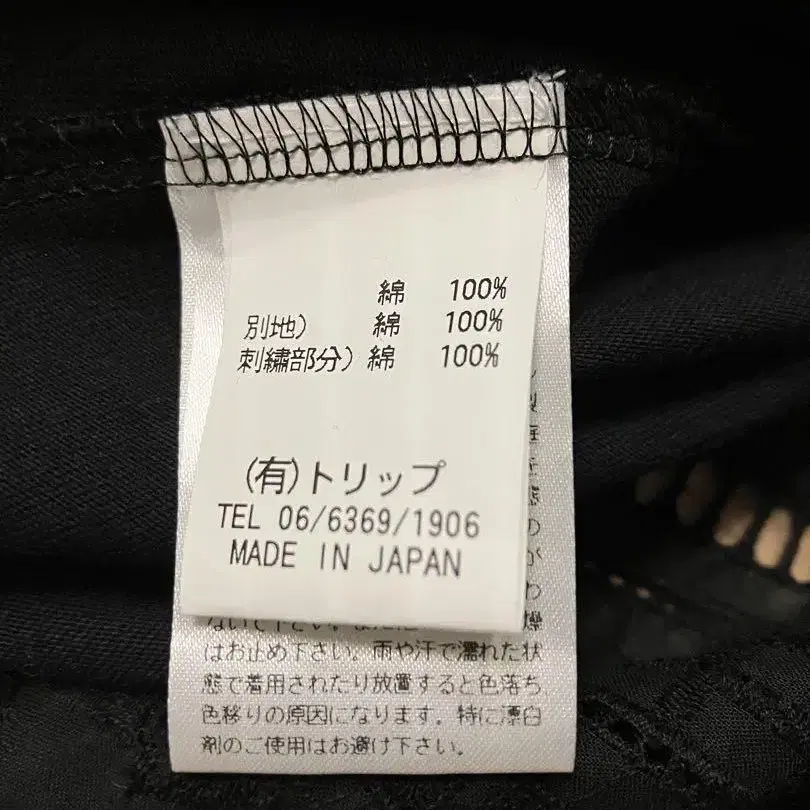 綿 100%
別地) 綿 100%
刺繍部分) 綿 100%
(有)トリップ
TEL 06/6369/1906
MADE IN JAPAN
はお止め下さい。雨や汗で濡れた状
態で着用されたり放置すると色落ち
色移りの原因になります。特に漂白
剤のご使用はお避け下さい。